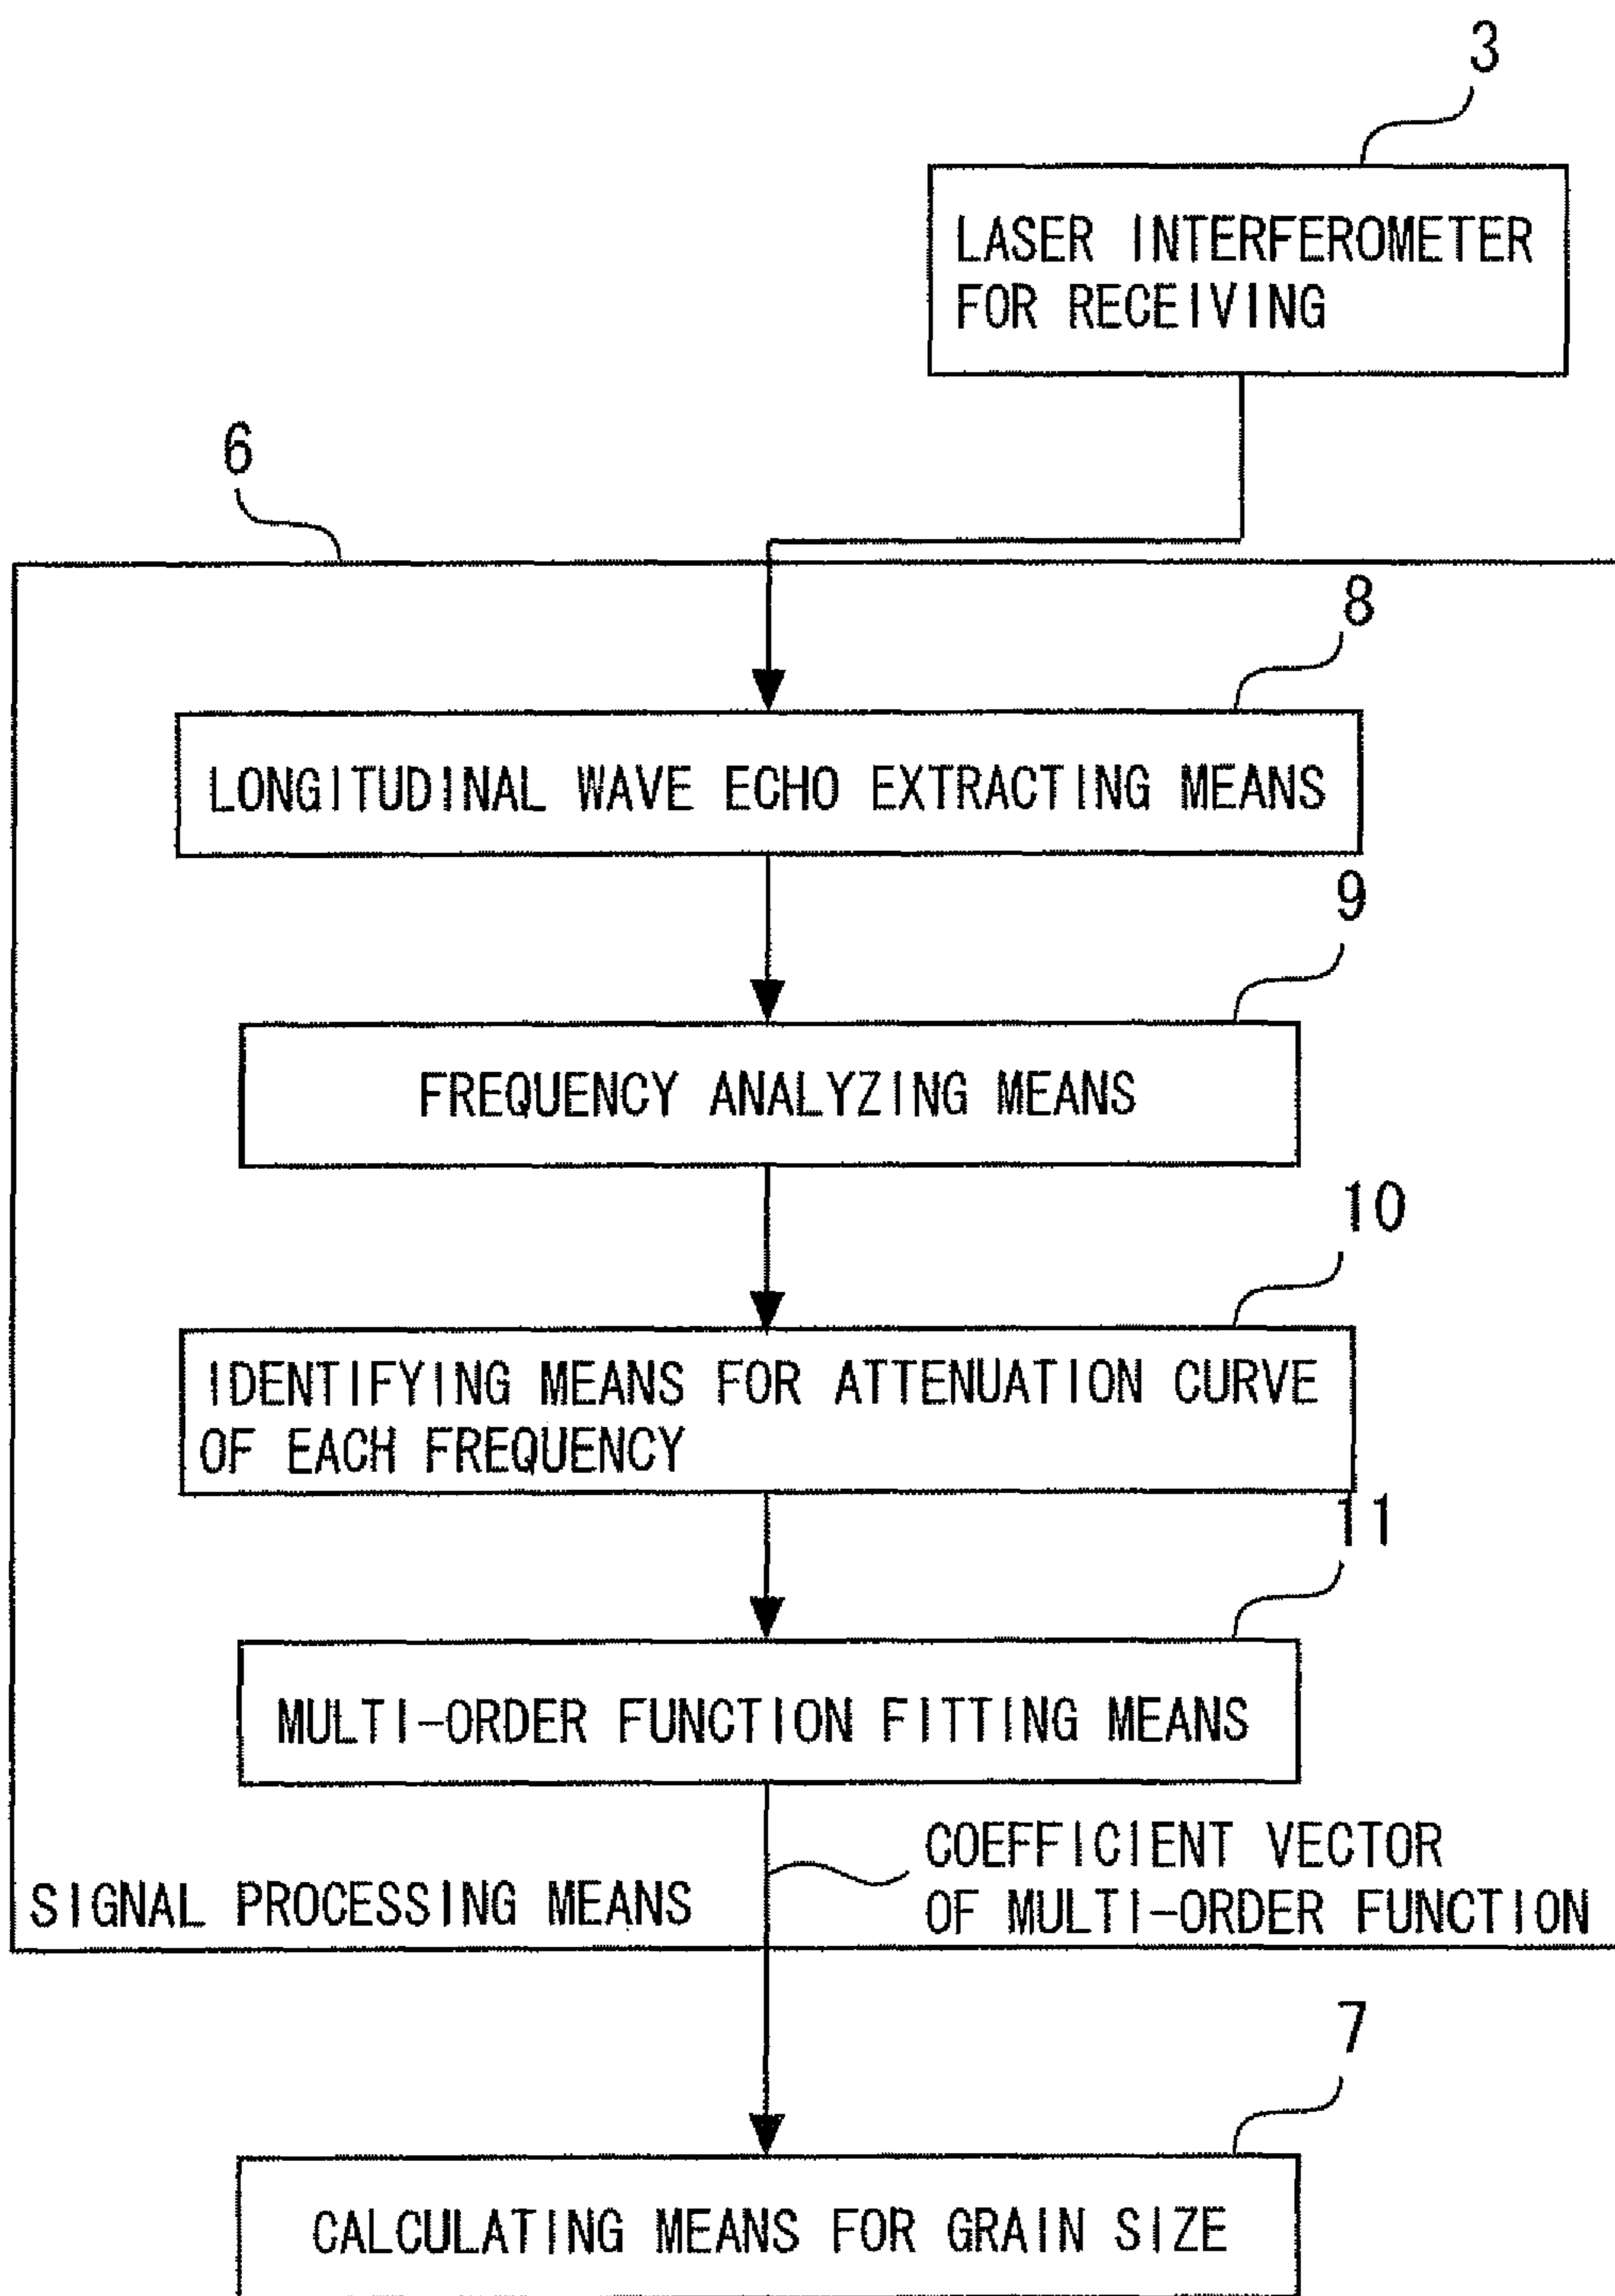 3
LASER INTERFEROMETER
FOR RECEIVING
6
8
LONGITUDINAL WAVE ECHO EXTRACTING MEANS
9
FREQUENCY ANALYZING MEANS
10
IDENTIFYING MEANS FOR ATTENUATION CURVE
OF EACH FREQUENCY
11
MULTI-ORDER FUNCTION FITTING MEANS
COEFFICIENT VECTOR
OF MULTI-ORDER FUNCTION
SIGNAL PROCESSING MEANS
7
CALCULATING MEANS FOR GRAIN SIZE